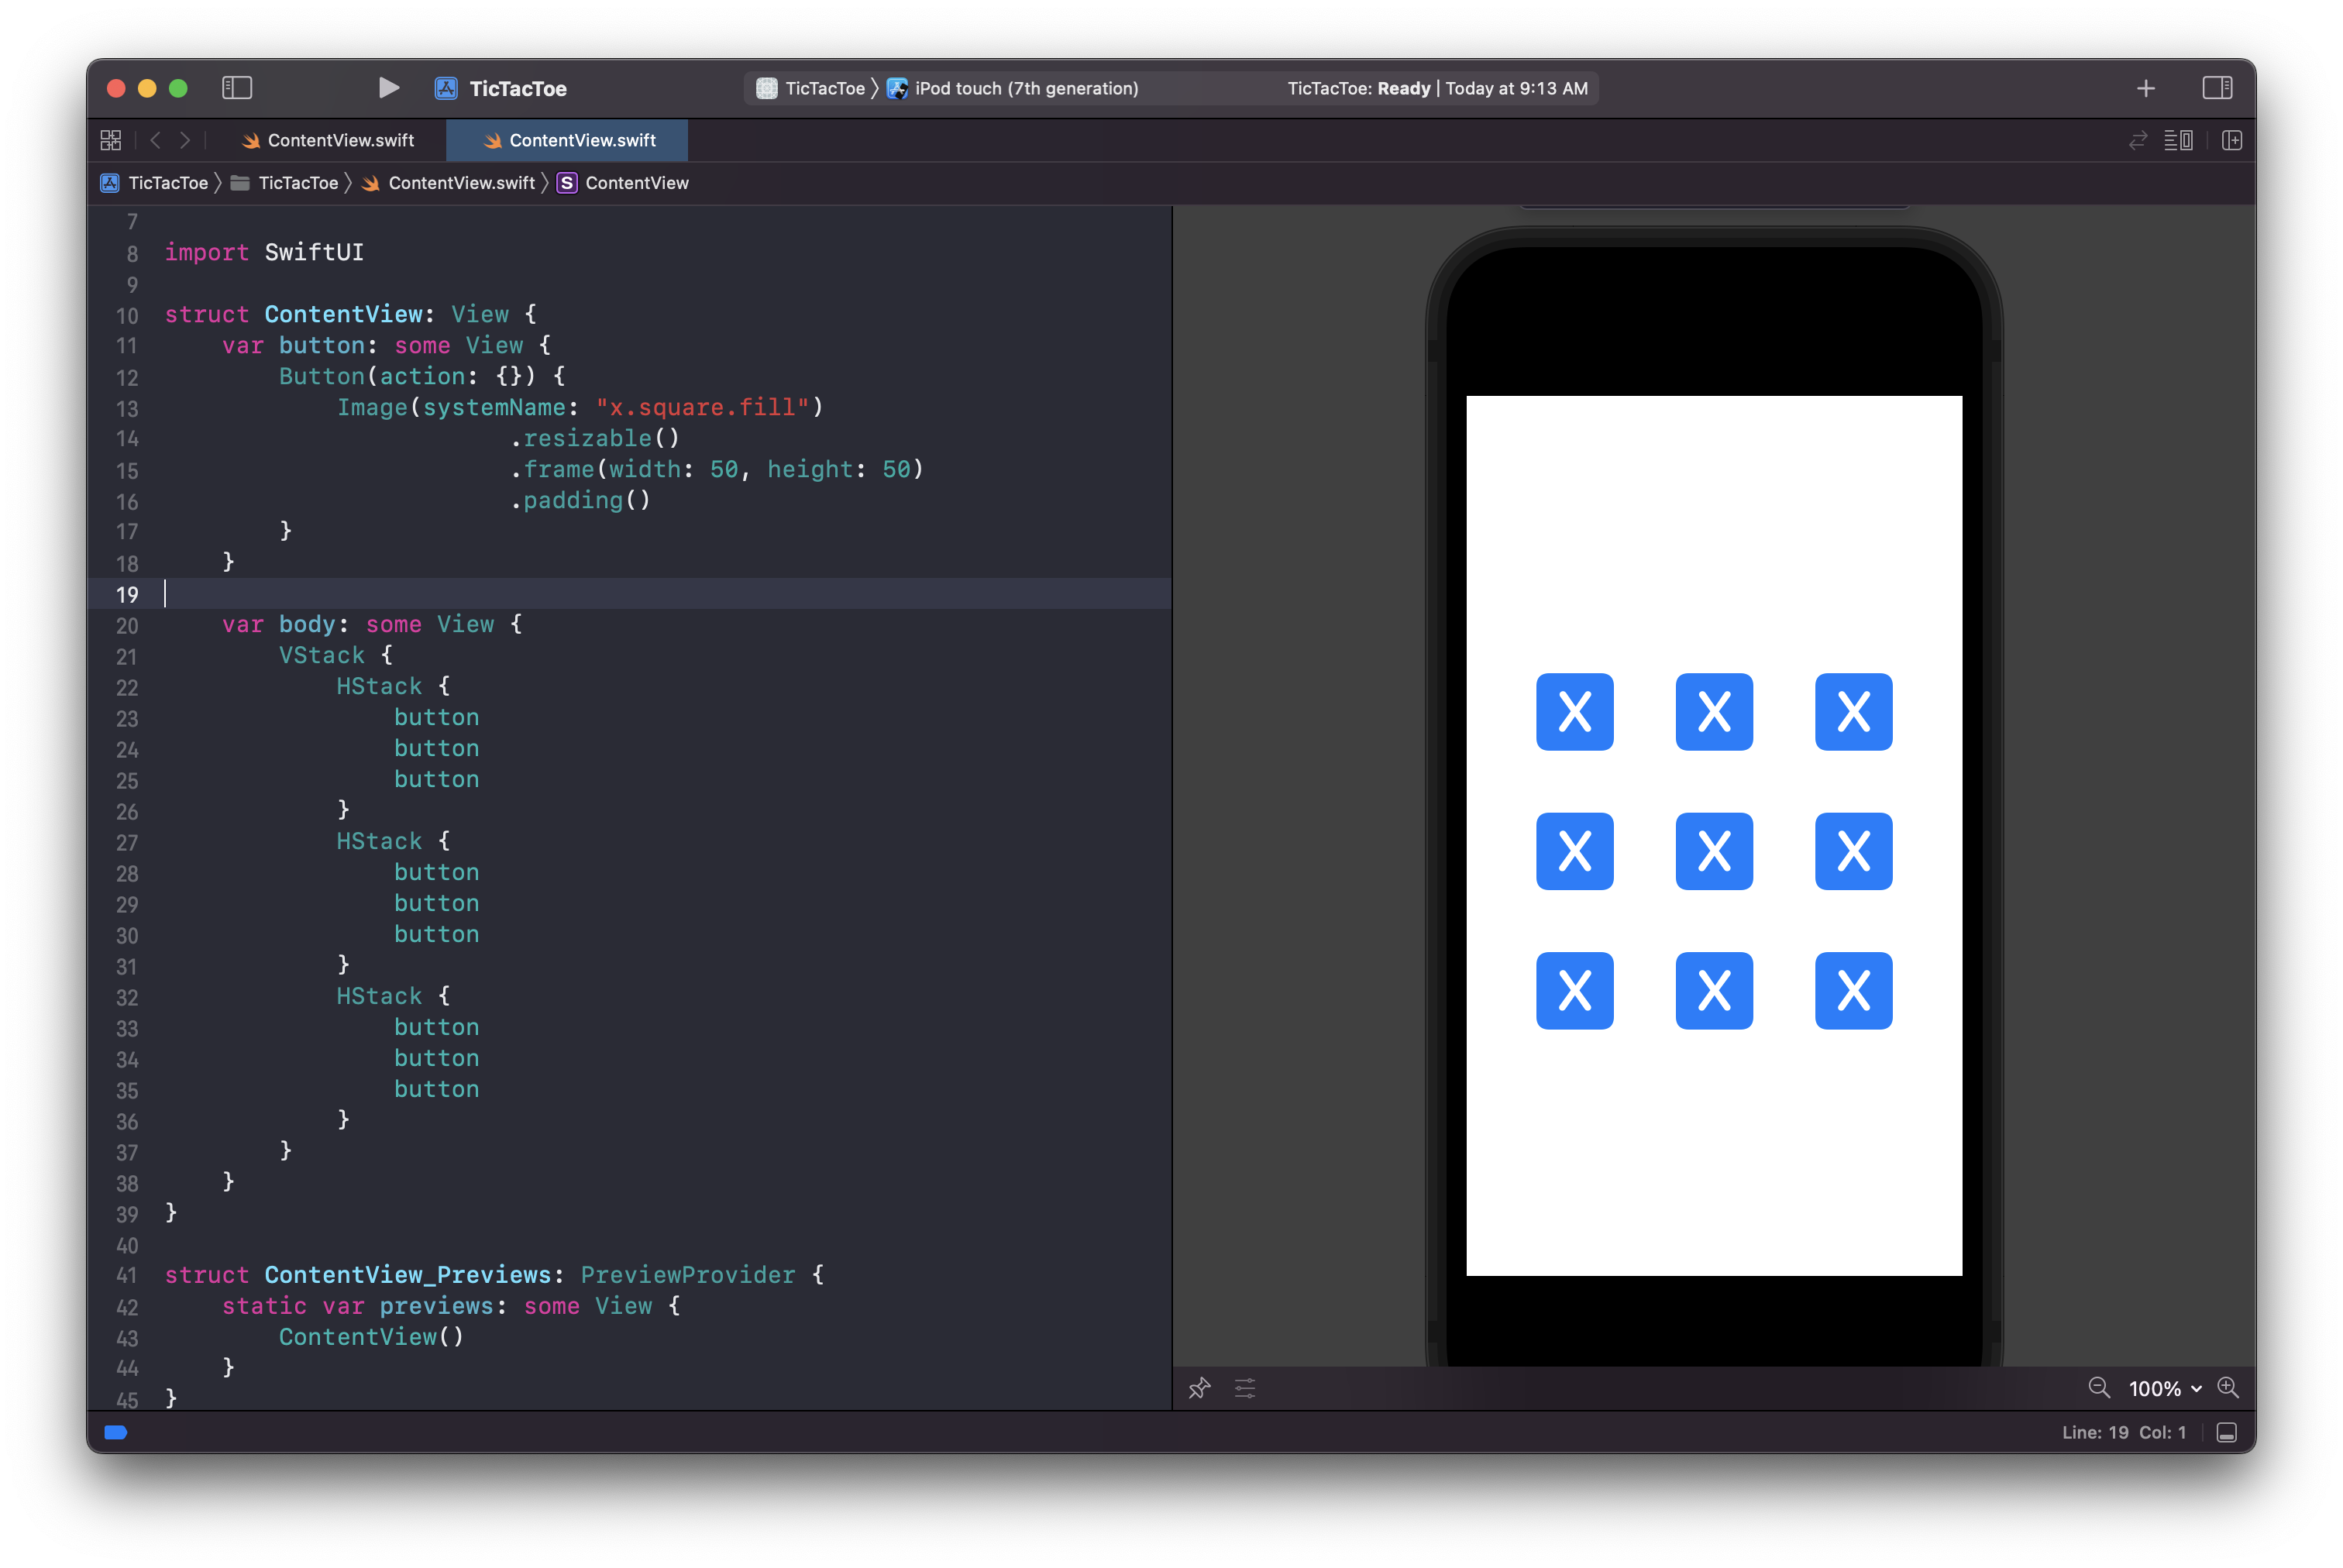 TicTacToe
TicTacToe 〉 iPod touch (7th generation)
TicTacToe: Ready | Today at 9:13 AM
ContentView.swift
ContentView.swift
TicTacToe 〉 TicTacToe 〉 ContentView.swift 〉 S ContentView
7
8 import SwiftUI
9
10 struct ContentView: View {
11 var button: some View {
12 Button(action: {}) {
13 Image(systemName: "x.square.fill")
14 .resizable()
15 .frame(width: 50, height: 50)
16 .padding()
17 }
18 }
19
20 var body: some View {
21 VStack {
22 HStack {
23 button
24 button
25 button
26 }
27 HStack {
28 button
29 button
30 button
31 }
32 HStack {
33 button
34 button
35 button
36 }
37 }
38 }
39 }
40
41 struct ContentView_Previews: PreviewProvider {
42 static var previews: some View {
43 ContentView()
44 }
45 }
X X X
X X X
X X X
100%
Line: 19 Col: 1